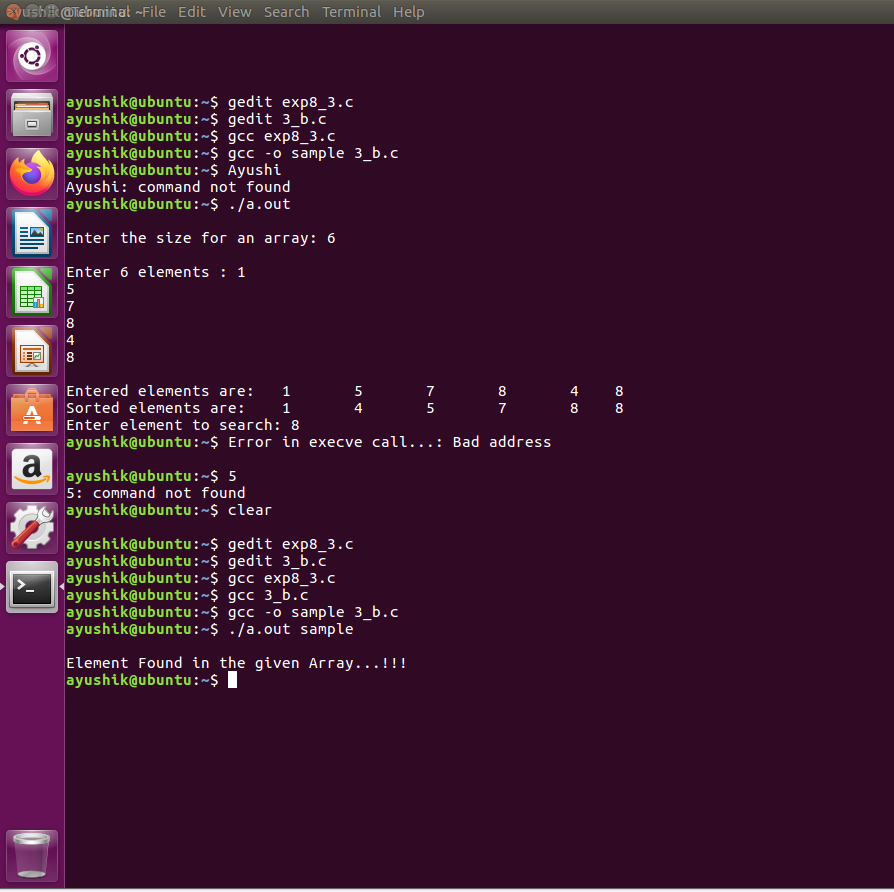 Terminal File Edit View Search Terminal Help
ayushik@ubuntu:~$ gedit exp8_3.c
ayushik@ubuntu:~$ gedit 3_b.c
ayushik@ubuntu:~$ gcc exp8_3.c
ayushik@ubuntu:~$ gcc -o sample 3_b.c
ayushik@ubuntu:~$ Ayushi
Ayushi: command not found
ayushik@ubuntu:~$ ./a.out
Enter the size for an array: 6
Enter 6 elements : 1
5
7
8
4
8
Entered elements are: 1 5 7 8 4 8
Sorted elements are: 1 4 5 7 8 8
Enter element to search: 8
ayushik@ubuntu:~$ Error in execve call...: Bad address
ayushik@ubuntu:~$ 5
5: command not found
ayushik@ubuntu:~$ clear
ayushik@ubuntu:~$ gedit exp8_3.c
ayushik@ubuntu:~$ gedit 3_b.c
ayushik@ubuntu:~$ gcc exp8_3.c
ayushik@ubuntu:~$ gcc 3_b.c
ayushik@ubuntu:~$ gcc -o sample 3_b.c
ayushik@ubuntu:~$ ./a.out sample
Element Found in the given Array...!!!
ayushik@ubuntu:~$